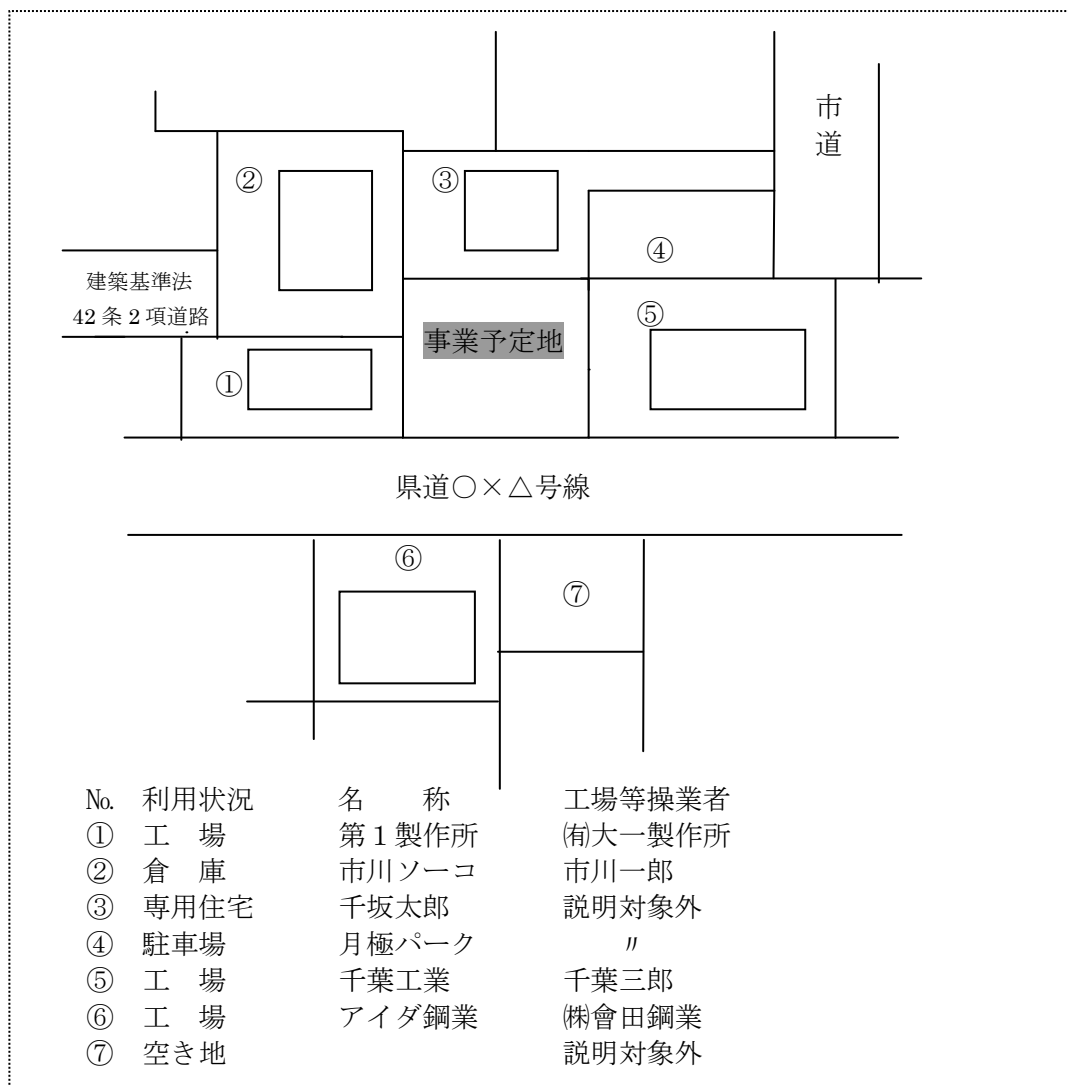 市
道
②
③
④
建築基準法
42 条 2 項道路
⑤
事業予定地
①
県道○×△号線
⑥
⑦
№ 利用状況 名 称 工場等操業者
① 工 場 第1製作所 ㈲大一製作所
② 倉 庫 市川ソーコ 市川一郎
③ 専用住宅 千坂太郎 説明対象外
④ 駐車場 月極パーク 〃
⑤ 工 場 千葉工業 千葉三郎
⑥ 工 場 アイダ鋼業 ㈱會田鋼業
⑦ 空き地 説明対象外